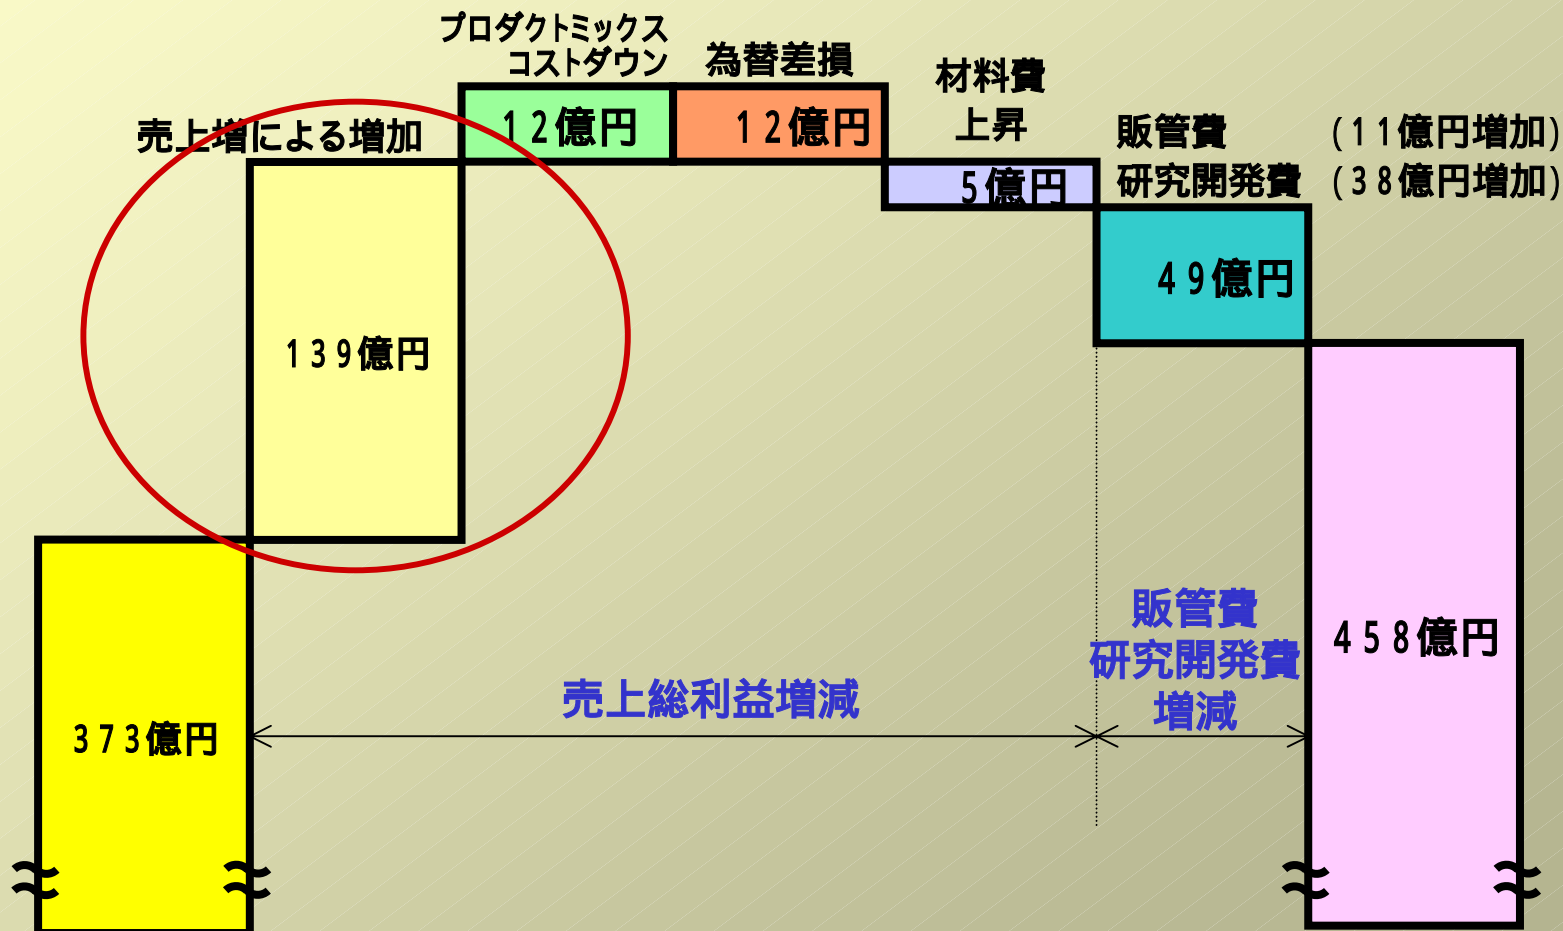 プロダクトミックス
コストダウン
為替差損
材料費
上昇
売上増による増加
12億円
12億円
販管費 (11億円増加)
研究開発費 (38億円増加)
5億円
49億円
139億円
販管費
研究開発費
増減
458億円
売上総利益増減
373億円